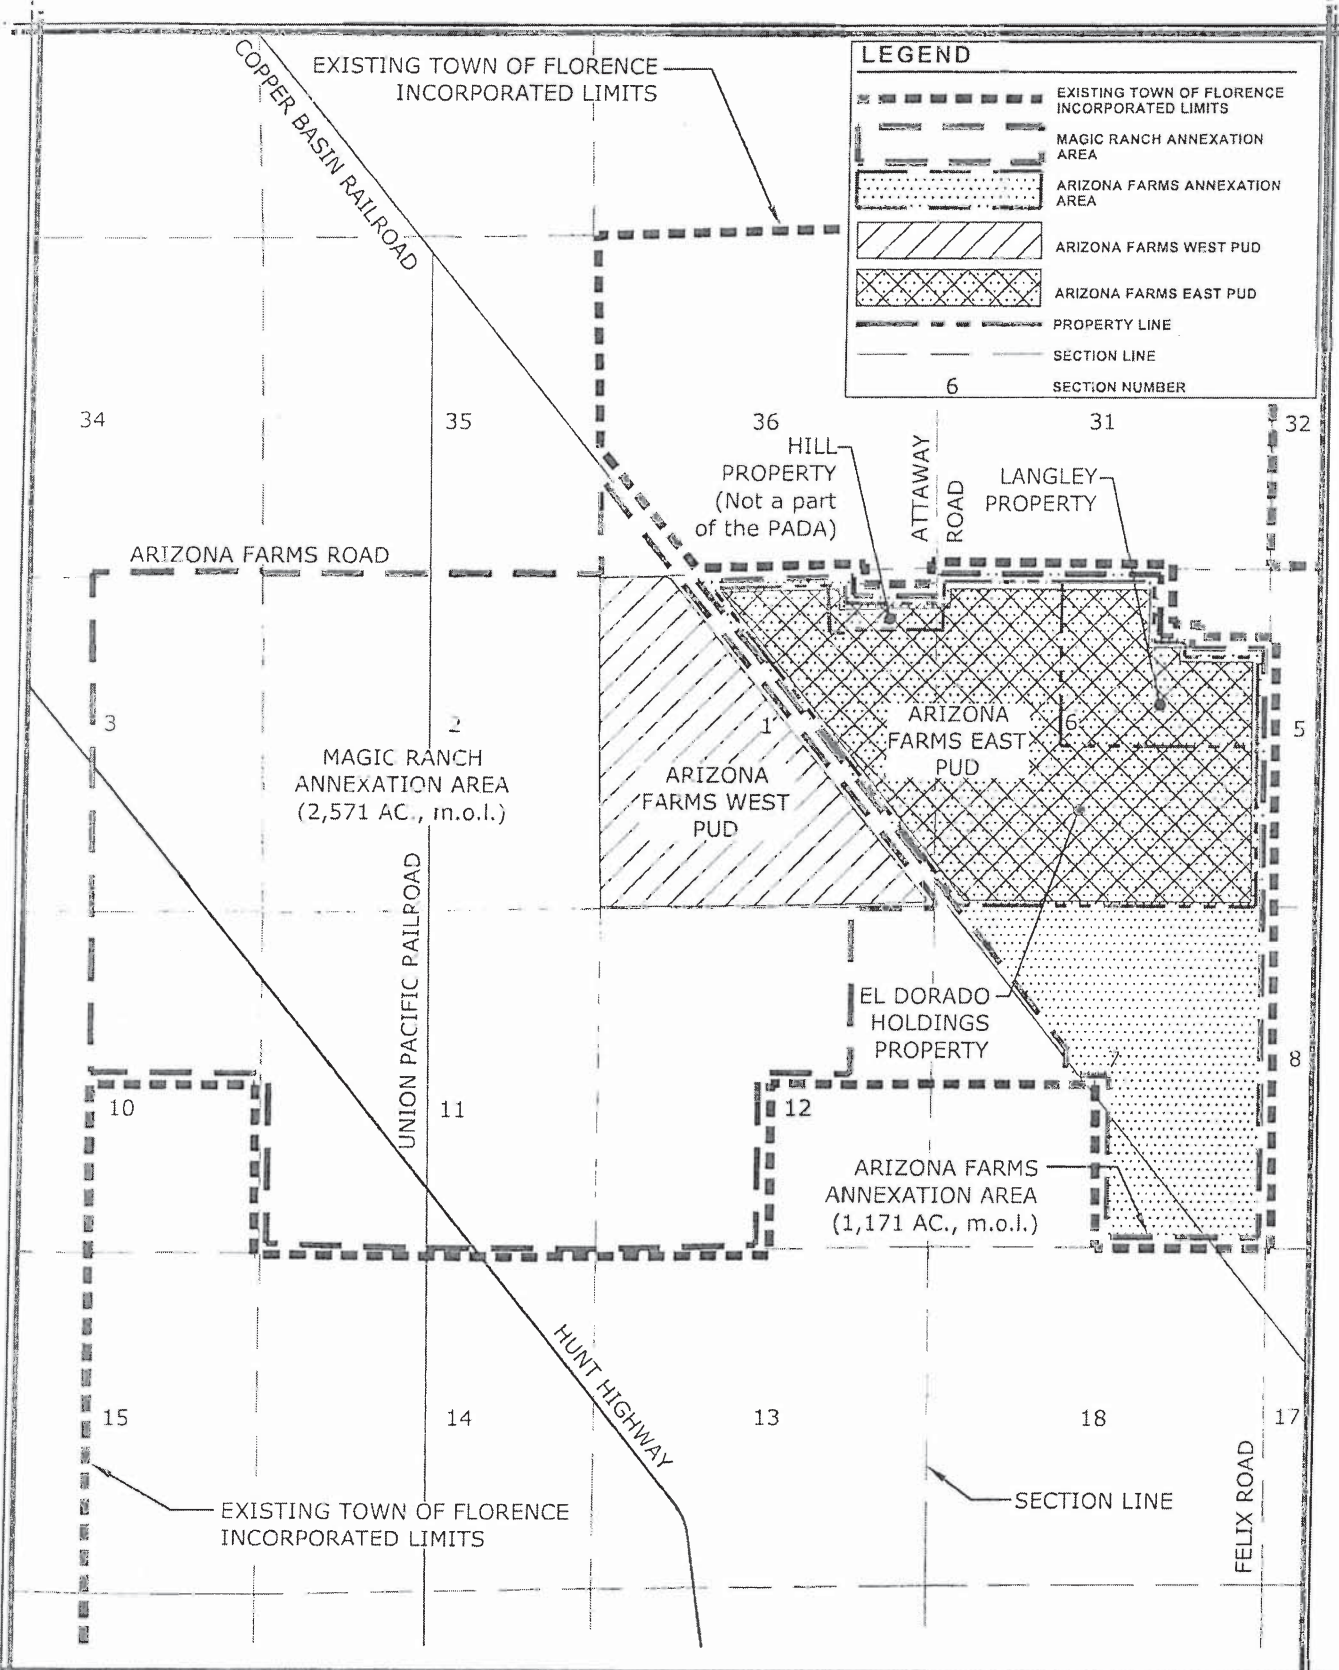 COPPER BASIN RAILROAD
EXISTING TOWN OF FLORENCE
INCORPORATED LIMITS
LEGEND
EXISTING TOWN OF FLORENCE
INCORPORATED LIMITS
MAGIC RANCH ANNEXATION
AREA
ARIZONA FARMS ANNEXATION
AREA
ARIZONA FARMS WEST PUD
ARIZONA FARMS EAST PUD
PROPERTY LINE
SECTION LINE
6 SECTION NUMBER
34
35
36
31
32
HILL
PROPERTY
(Not a part
of the PADA)
ATTAWAY
ROAD
LANGLEY
PROPERTY
ARIZONA FARMS ROAD
3
2
1
6
5
MAGIC RANCH
ANNEXATION AREA
(2,571 AC., m.o.l.)
ARIZONA
FARMS WEST
PUD
ARIZONA
FARMS EAST
PUD
UNION PACIFIC RAILROAD
EL DORADO
HOLDINGS
PROPERTY
7
8
10
11
12
ARIZONA FARMS
ANNEXATION AREA
(1,171 AC., m.o.l.)
HUNT HIGHWAY
15
14
13
18
17
EXISTING TOWN OF FLORENCE
INCORPORATED LIMITS
SECTION LINE
FELIX ROAD